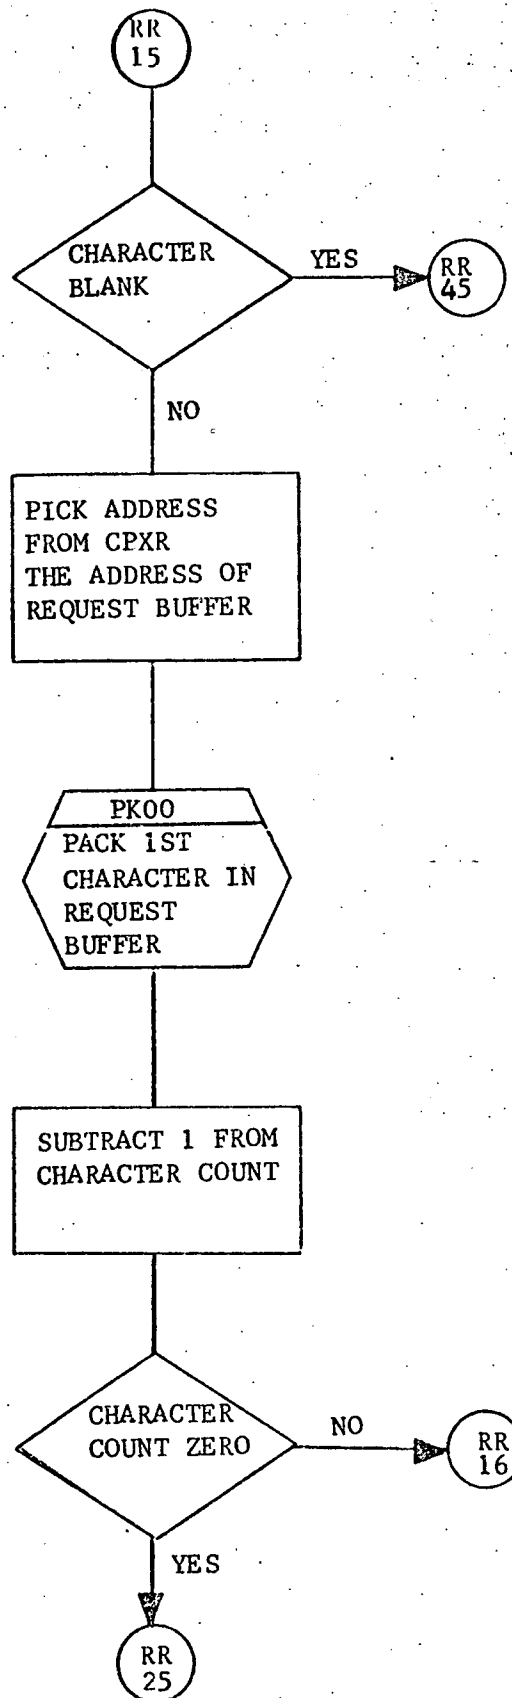 RR
15
CHARACTER
BLANK
YES
RR
45
NO
PICK ADDRESS
FROM CPXR
THE ADDRESS OF
REQUEST BUFFER
PK00
PACK 1ST
CHARACTER IN
REQUEST
BUFFER
SUBTRACT 1 FROM
CHARACTER COUNT
CHARACTER
COUNT ZERO
NO
RR
16
YES
RR
25